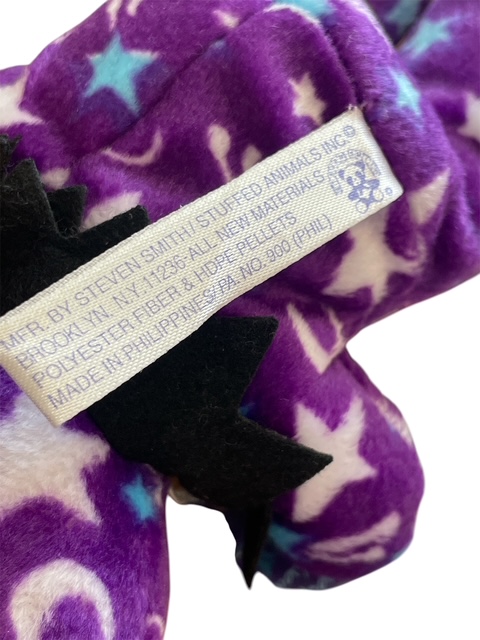 MFR. BY STEVEN SMITH/STUFFED ANIMALS INC.©
BROOKLYN, N.Y. 11236-ALL NEW MATERIALS
POLYESTER FIBER & HDPE PELLETS
MADE IN PHILIPPINES/PA. NO. 900 (PHIL)